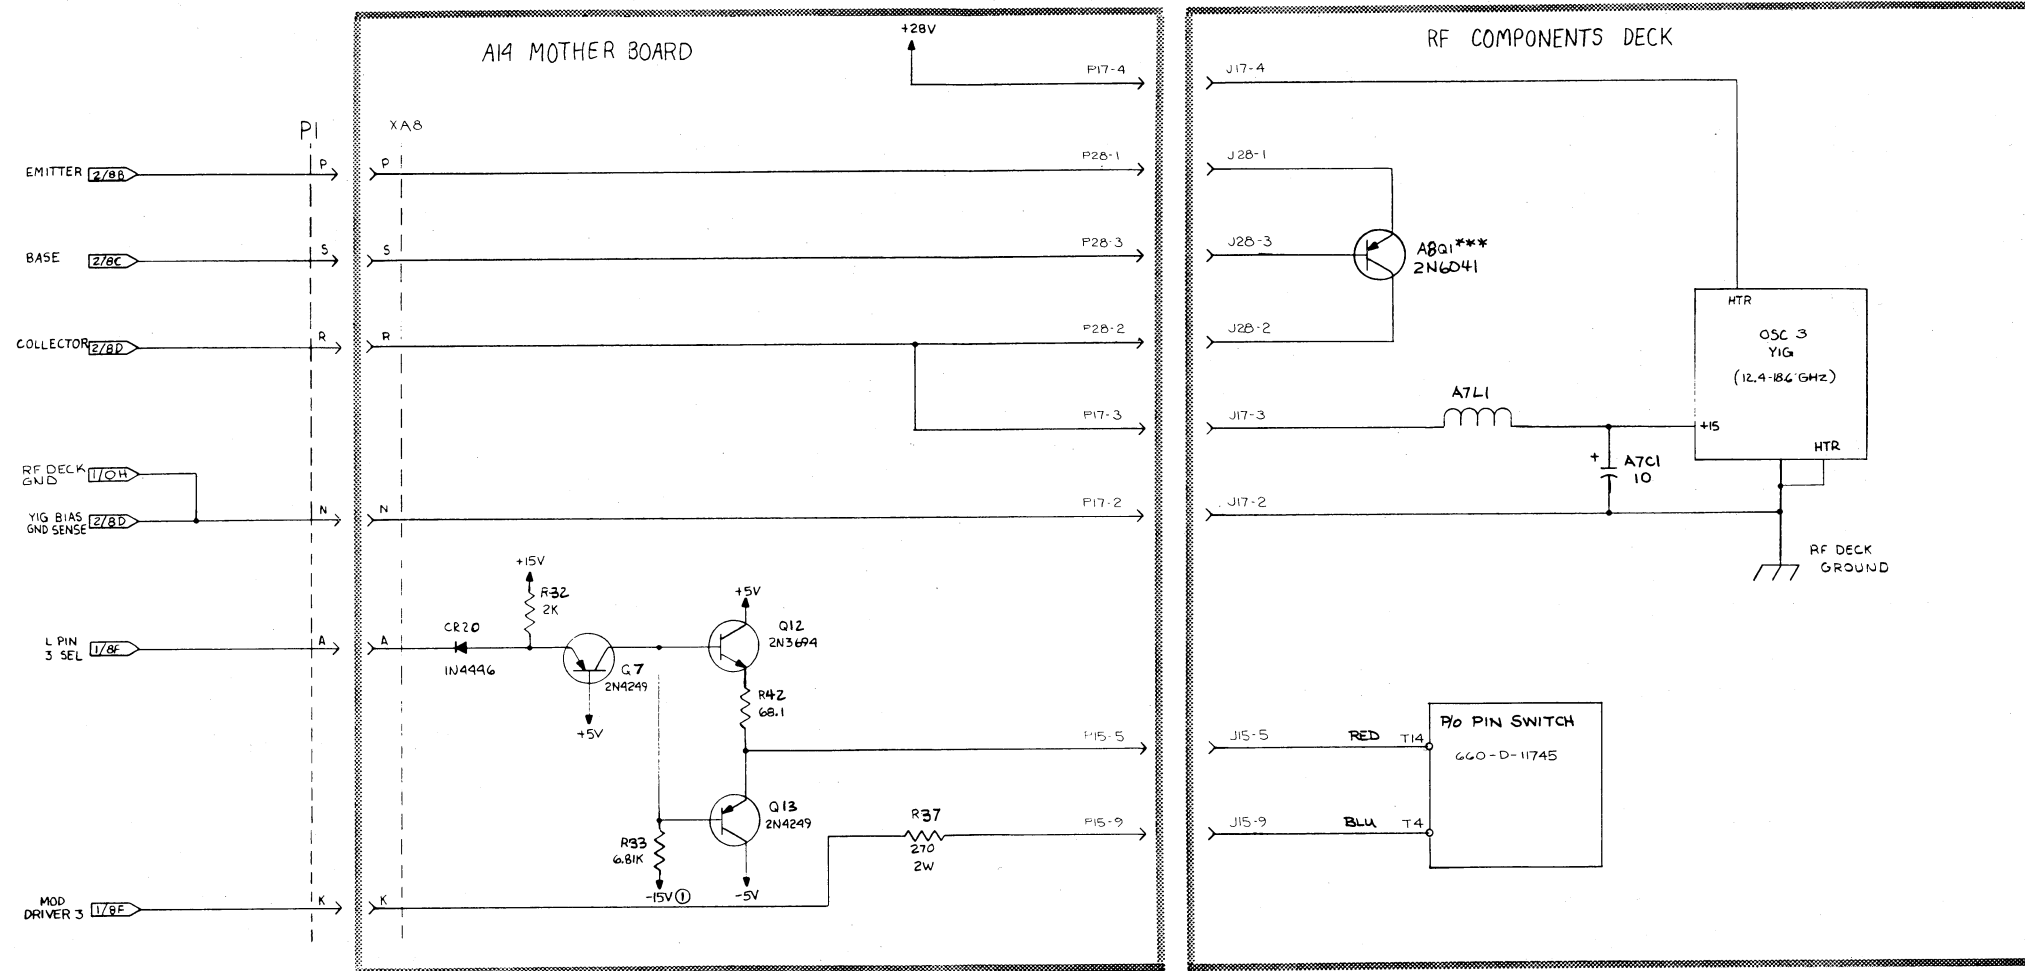 A14 MOTHER BOARD
RF COMPONENTS DECK
+28V
P17-4
J17-4
P1
XA8
EMITTER 2/8B
P
P
P28-1
J28-1
BASE 2/8C
S
S
P28-3
J28-3
A8Q1***
2N6041
COLLECTOR 2/8D
R
R
P28-2
J28-2
HTR
OSC 3
YIG
(12.4-18.6 GHz)
+15
HTR
P17-3
J17-3
A7L1
+
A7C1
10
RF DECK
GND
1/0H
YIG BIAS
GND SENSE
2/8D
N
N
P17-2
J17-2
RF DECK
GROUND
L PIN
3 SEL
1/8F
A
A
CR20
1N4446
+15V
R32
2K
Q7
2N4249
+5V
+5V
Q12
2N3694
R42
68.1
P15-5
J15-5
RED
T14
P/O PIN SWITCH
660-D-11745
Q13
2N4249
R33
6.81K
-15V ①
-5V
R37
270
2W
P15-9
J15-9
BLU
T4
MOD
DRIVER 3
1/8F
K
K